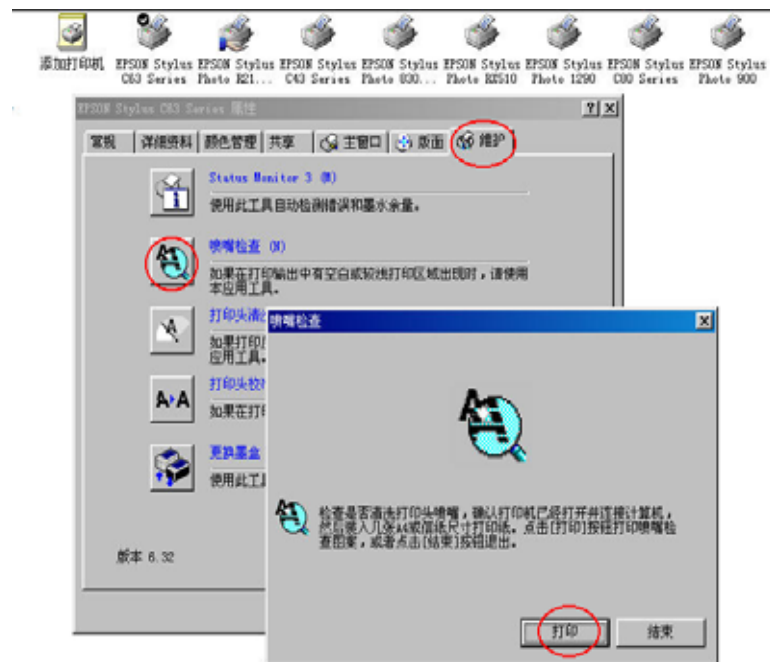 添加打印机 EPSON Stylus EPSON Stylus EPSON Stylus EPSON Stylus EPSON Stylus EPSON Stylus EPSON Stylus EPSON Stylus
C63 Series Photo R21... C43 Series Photo 830... Photo RX510 Photo 1290 C80 Series Photo 900
EPSON Stylus C63 Series 属性
常规 详细资料 颜色管理 共享 主窗口 版面 维护
Status Monitor 3 (M)
使用此工具自动检测错误和墨水余量。
喷嘴检查 (N)
如果在打印输出中有空白或较浅打印区域出现时,请使用
本应用工具。
打印头清
如果打印
应用工具。
打印头校
如果在打印
更换墨盒
使用此工具
版本 6.32
喷嘴检查
检查是否清洗打印头喷嘴,确认打印机已经打开并连接计算机,
然后装入几张A4或信纸尺寸打印纸。点击[打印]按钮打印喷嘴检
查图案,或者点击[结束]按钮退出。
打印 结束